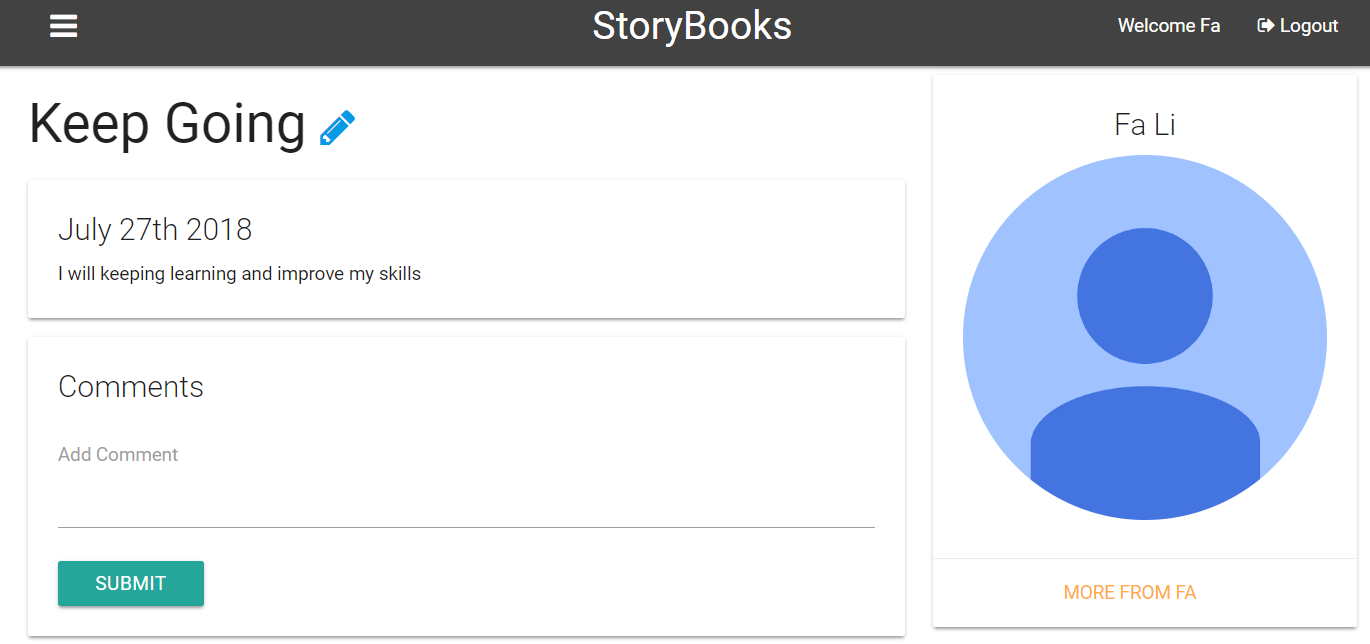 StoryBooks
Welcome Fa
Logout
Keep Going
July 27th 2018
I will keeping learning and improve my skills
Comments
Add Comment
SUBMIT
Fa Li
MORE FROM FA